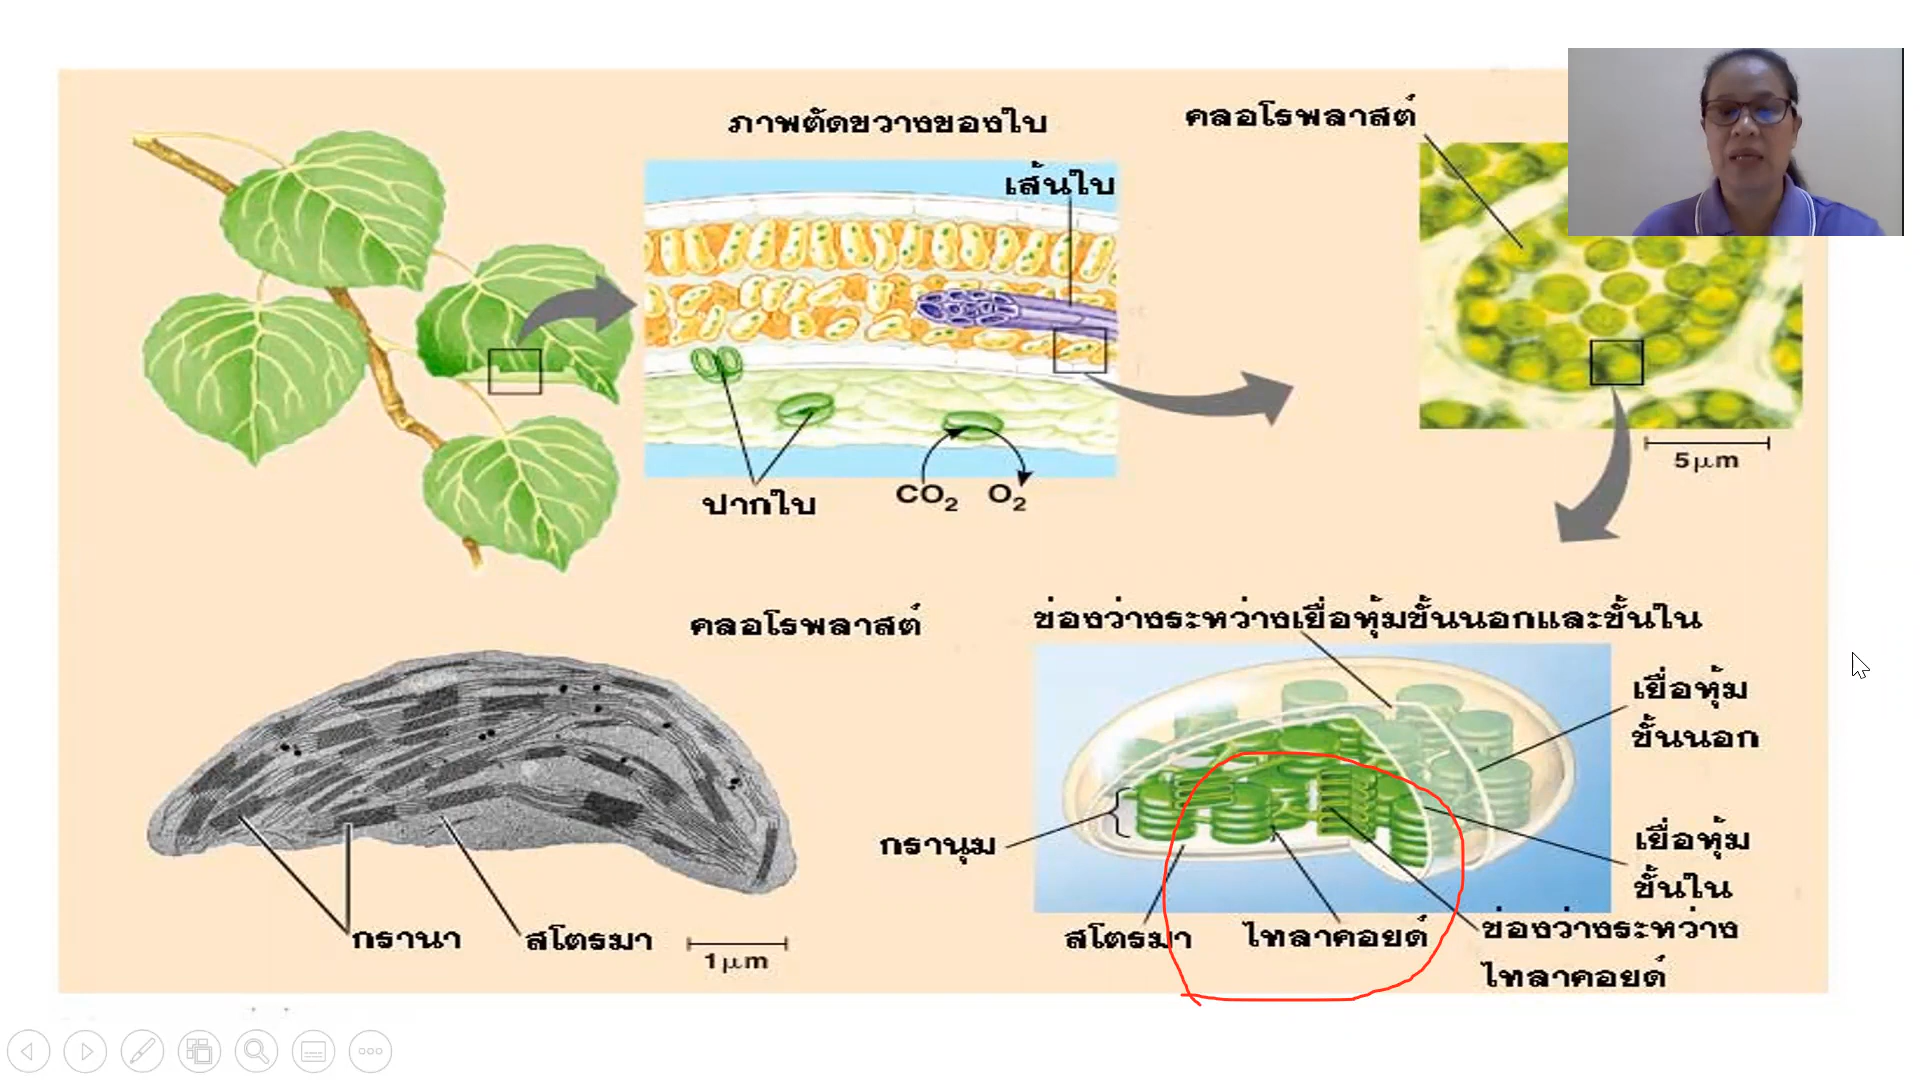 ภาพตัดขวางของใบ
คลอโรพลาสต์
เส้นใบ
ปากใบ
CO2 O2
5μm
คลอโรพลาสต์
ช่องว่างระหว่างเยื่อหุ้มชั้นนอกและชั้นใน
เยื่อหุ้ม
ชั้นนอก
กรานุม
เยื่อหุ้ม
ชั้นใน
กรานา
สโตรมา
1μm
สโตรมา
ไทลาคอยด์
ช่องว่างระหว่าง
ไทลาคอยด์